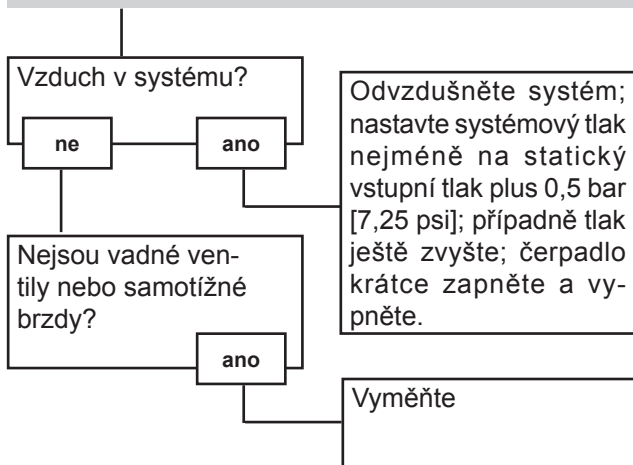 Vzduch v systému?
ne
ano
Odvzdušněte systém;
nastavte systémový tlak
nejméně na statický
vstupní tlak plus 0,5 bar
[7,25 psi]; případně tlak
ještě zvyšte; čerpadlo
krátce zapněte a vy-
pněte.
Nejsou vadné ven-
tily nebo samotížné
brzdy?
ano
Vyměňte